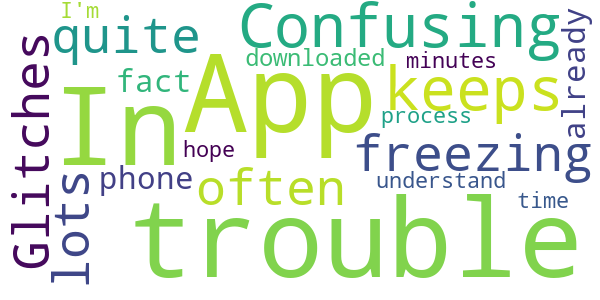 I'm
quite
Confusing
downloaded
minutes
already
Glitches
fact
App
keeps
In
process
hope
freezing
lots
phone
often
understand
time
trouble